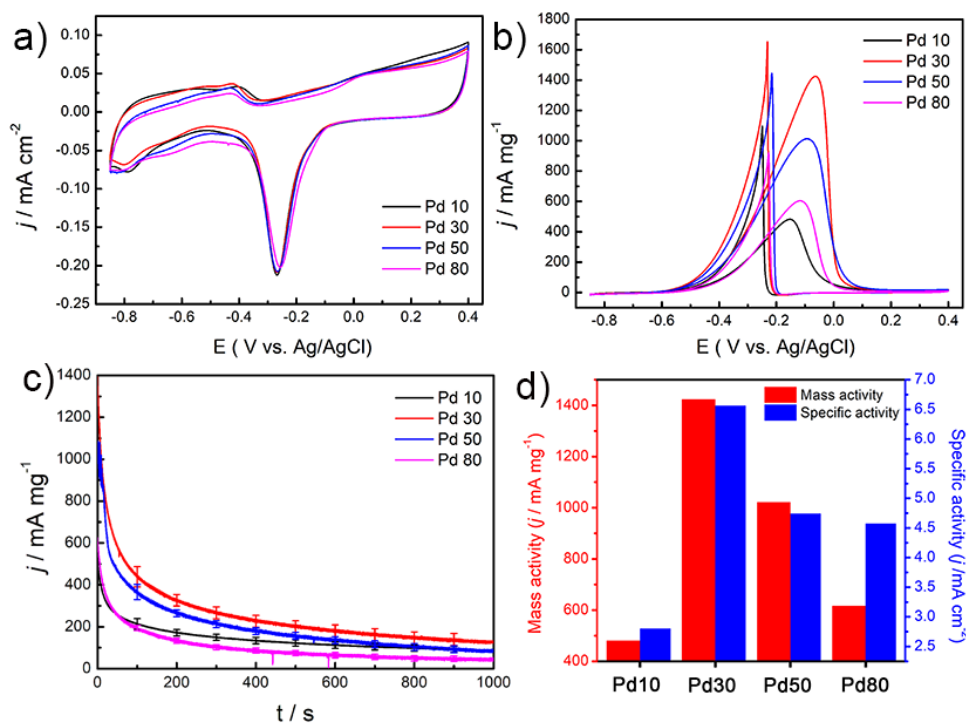 a)
0.10
0.05
0.00
-0.05
-0.10
-0.15
-0.20
-0.25
j / mA cm-2
Pd 10
Pd 30
Pd 50
Pd 80
-0.8 -0.6 -0.4 -0.2 0.0 0.2 0.4
E ( V vs. Ag/AgCl)
b)
1800
1600
1400
1200
1000
800
600
400
200
0
j / mA mg-1
Pd 10
Pd 30
Pd 50
Pd 80
-0.8 -0.6 -0.4 -0.2 0.0 0.2 0.4
E ( V vs. Ag/AgCl)
c)
1400
1200
1000
800
600
400
200
0
j / mA mg-1
Pd 10
Pd 30
Pd 50
Pd 80
0 200 400 600 800 1000
t / s
d)
1400
1200
1000
800
600
400
Mass activity (j / mA mg-1)
Mass activity
Specific activity
7.0
6.5
6.0
5.5
5.0
4.5
4.0
3.5
3.0
2.5
Specific activity (j /mA cm-2)
Pd10 Pd30 Pd50 Pd80